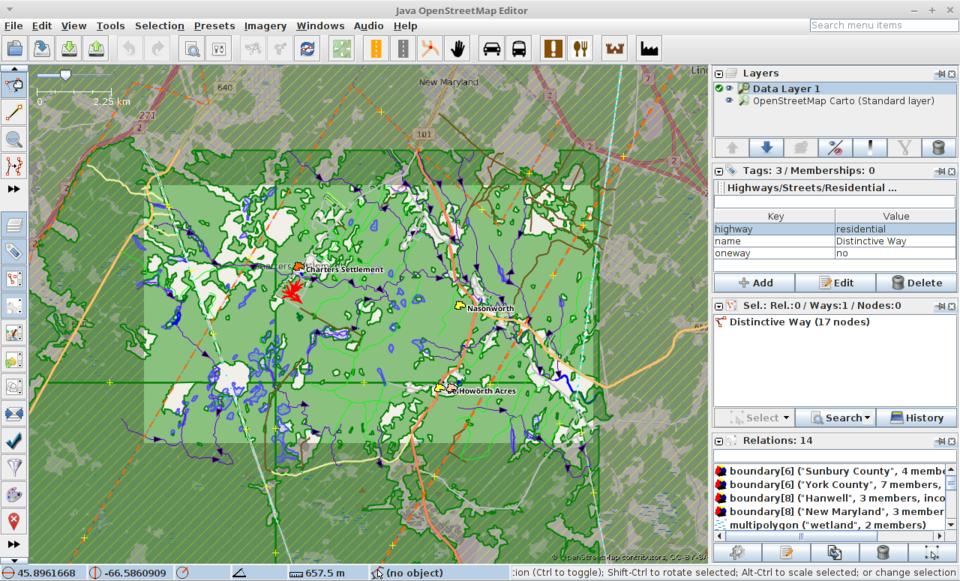 Java OpenStreetMap Editor
File Edit View Tools Selection Presets Imagery Windows Audio Help
Search menu items
0
2.25 km
640
New Maryland
271
2
101
2
2
7
2
Charters Settlement
Nasonworth
Howorth Acres
Layers
Data Layer 1
OpenStreetMap Carto (Standard layer)
Tags: 3 / Memberships: 0
Highways/Streets/Residential ...
Key Value
highway residential
name Distinctive Way
oneway no
Add Edit Delete
Sel.: Rel.:0 / Ways:1 / Nodes:0
Distinctive Way (17 nodes)
Select Search History
Relations: 14
boundary[6] ("Sunbury County", 4 membe
boundary[6] ("York County", 7 members,
boundary[8] ("Hanwell", 3 members, inco
boundary[8] ("New Maryland", 3 member
multipolygon ("wetland", 2 members)
© OpenStreetMap contributors, CC-BY-SA
45.8961668 -66.5860909 657.5 m (no object) :ion (Ctrl to toggle); Shift-Ctrl to rotate selected; Alt-Ctrl to scale selected; or change selection